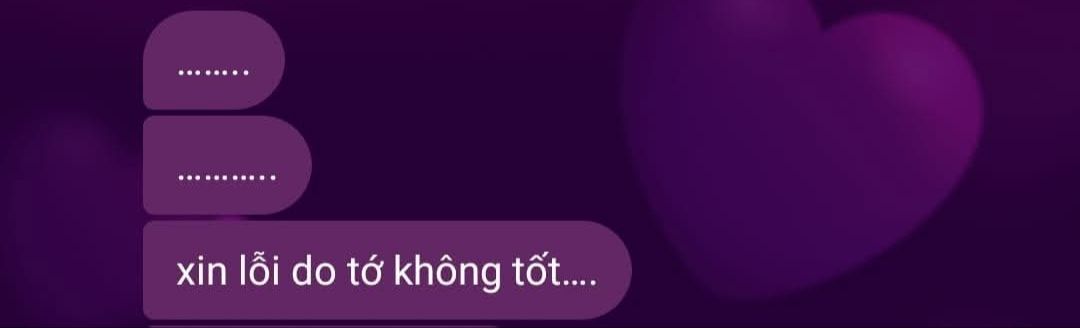 ........
...........
xin lỗi do tớ không tốt....